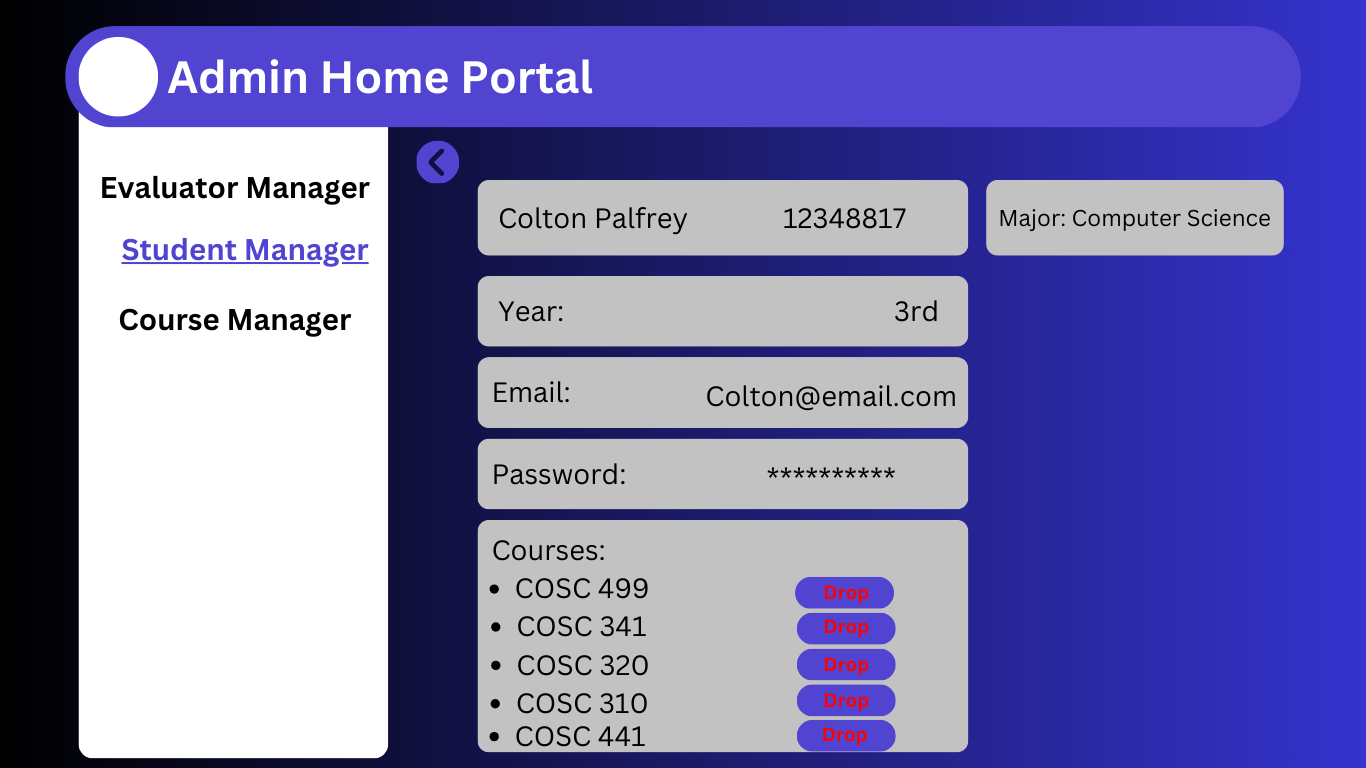 Admin Home Portal
Evaluator Manager
Student Manager
Course Manager
Colton Palfrey 12348817
Major: Computer Science
Year: 3rd
Email: Colton@email.com
Password: **********
Courses:
• COSC 499 Drop
• COSC 341 Drop
• COSC 320 Drop
• COSC 310 Drop
• COSC 441 Drop